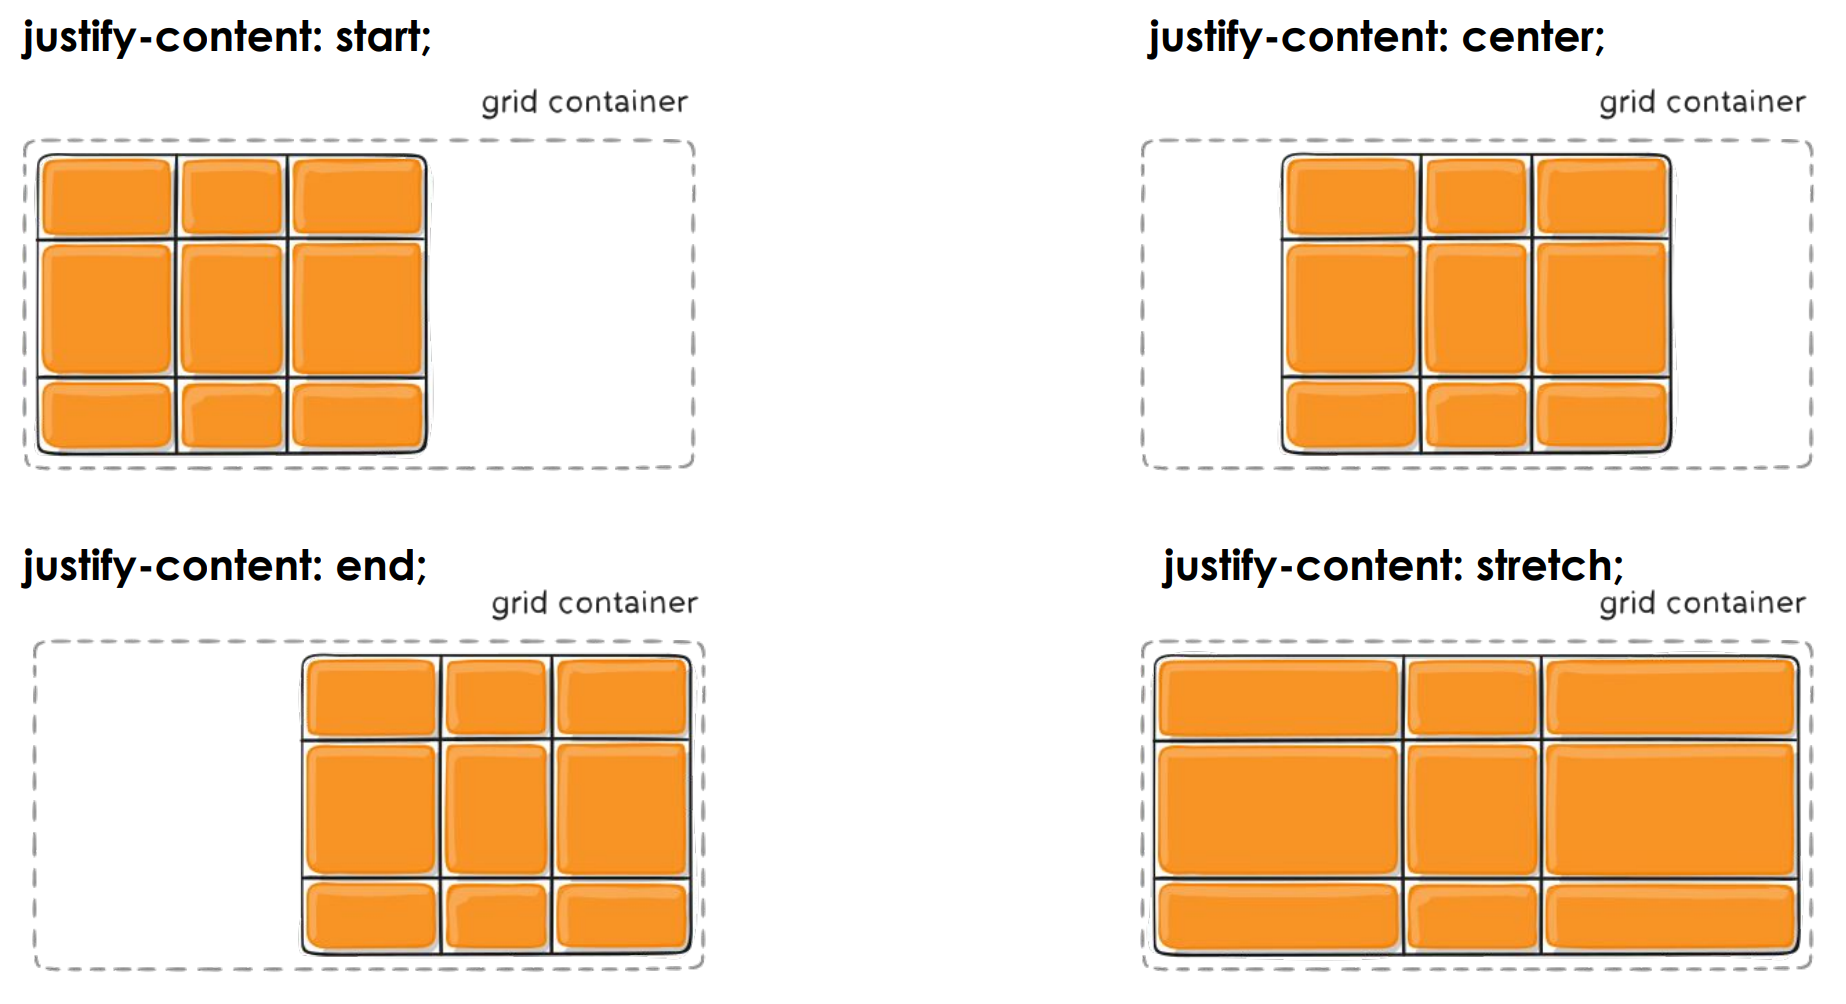 justify-content: start;
grid container
justify-content: center;
grid container
justify-content: end;
grid container
justify-content: stretch;
grid container